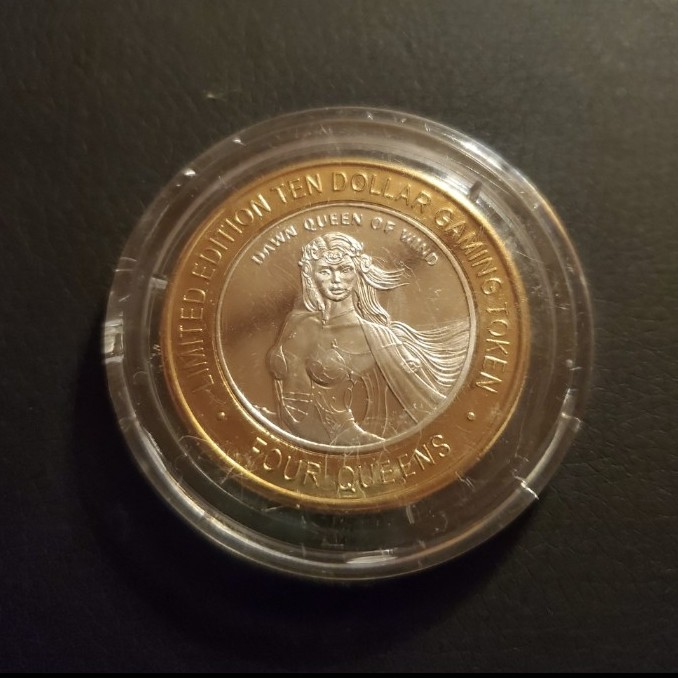 LIMITED EDITION TEN DOLLAR GAMING TOKEN
DAWN QUEEN OF WIND
• FOUR QUEENS •